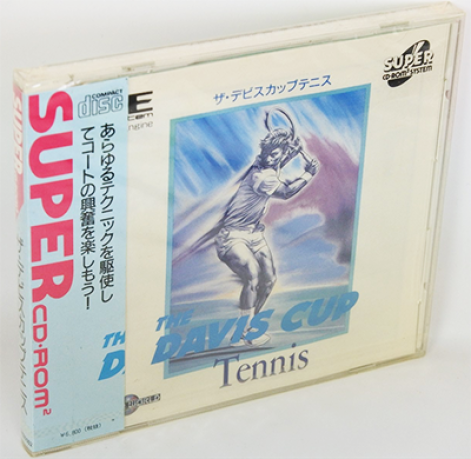 SUPER
CD-ROM² SYSTEM
ザ・デビスカップテニス
COMPACT
disc
あらゆるテクニックを駆使し
てコートの興奮を楽しもう!
SUPER
CD・ROM²
THE
DAVIS CUP
Tennis
WORLD